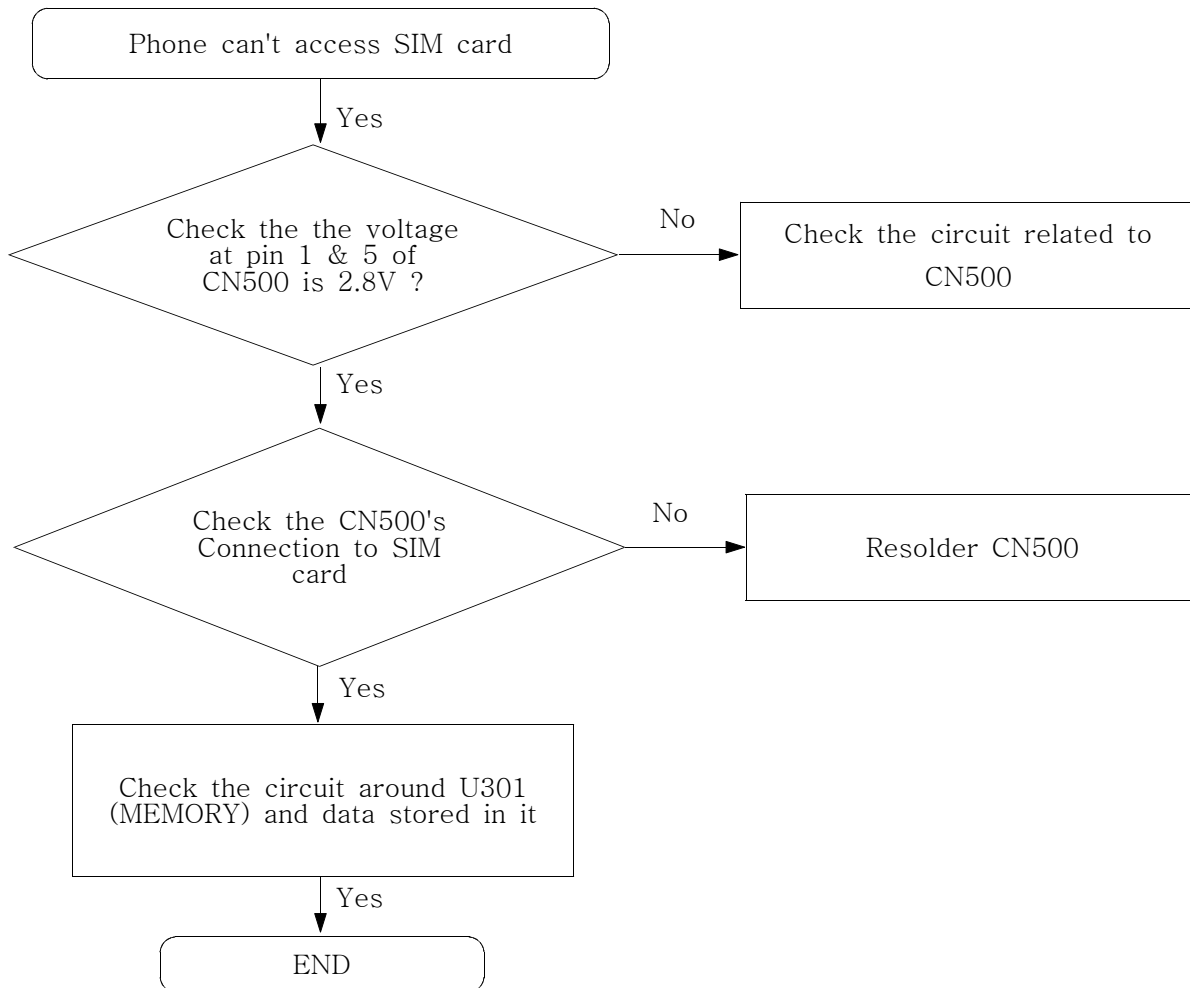 Phone can't access SIM card
Yes
Check the the voltage
at pin 1 & 5 of
CN500 is 2.8V ?
No
Check the circuit related to
CN500
Yes
Check the CN500's
Connection to SIM
card
No
Resolder CN500
Yes
Check the circuit around U301
(MEMORY) and data stored in it
Yes
END